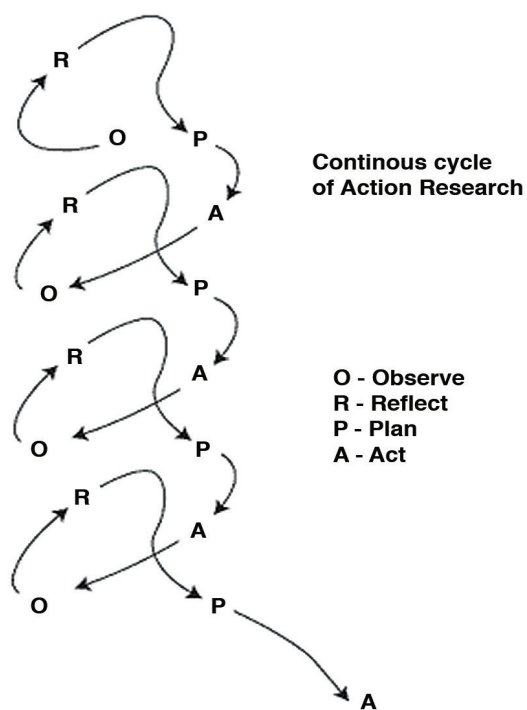 R
O
P
Continous cycle
of Action Research
R
A
O
P
R
A
O - Observe
R - Reflect
P - Plan
A - Act
O
P
R
A
O
P
A